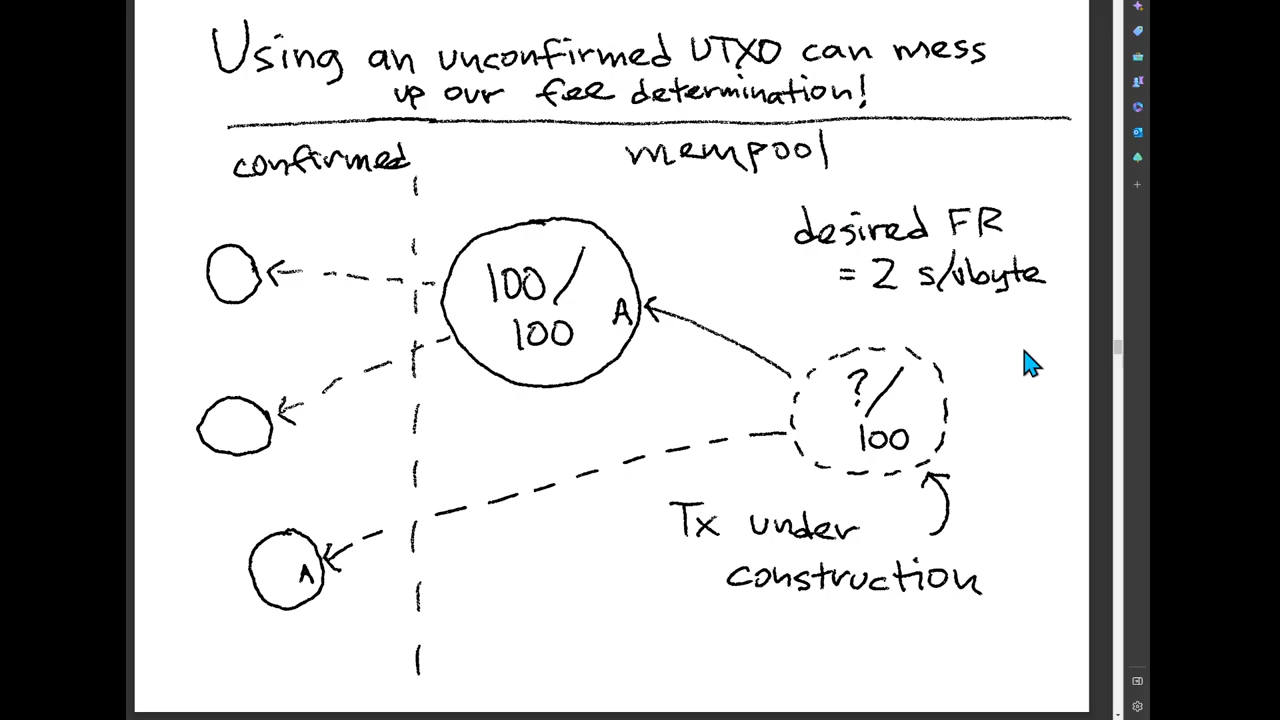 Using an unconfirmed UTXO can mess
up our fee determination!
confirmed
mempool
desired FR
= 2 s/vbyte
100/
100
A
?/
100
Tx under
construction
A